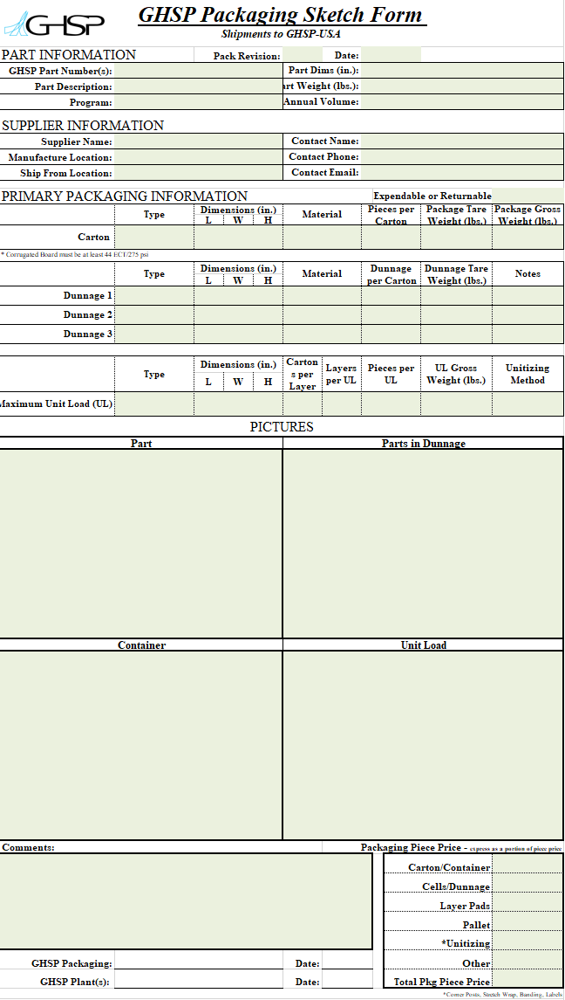 GHSP
GHSP Packaging Sketch Form
Shipments to GHSP-USA
PART INFORMATION Pack Revision: Date:
GHSP Part Number(s): Part Dims (in.):
Part Description: art Weight (lbs.):
Program: Annual Volume:
SUPPLIER INFORMATION
Supplier Name: Contact Name:
Manufacture Location: Contact Phone:
Ship From Location: Contact Email:
PRIMARY PACKAGING INFORMATION Expendable or Returnable
Type Dimensions (in.) L W H Material Pieces per Carton Package Tare Weight (lbs.) Package Gross Weight (lbs.)
Carton
* Corrugated Board must be at least 44 ECT/275 psi
Type Dimensions (in.) L W H Material Dunnage per Carton Dunnage Tare Weight (lbs.) Notes
Dunnage 1
Dunnage 2
Dunnage 3
Type Dimensions (in.) L W H Carton s per Layer Layers per UL Pieces per UL UL Gross Weight (lbs.) Unitizing Method
Maximum Unit Load (UL)
PICTURES
Part Parts in Dunnage
Container Unit Load
Comments: Packaging Piece Price - express as a portion of piece price
Carton/Container
Cells/Dunnage
Layer Pads
Pallet
*Unitizing
GHSP Packaging: Date: Other
GHSP Plant(s): Date: Total Pkg Piece Price
*Corner Posts, Stretch Wrap, Banding, Labels